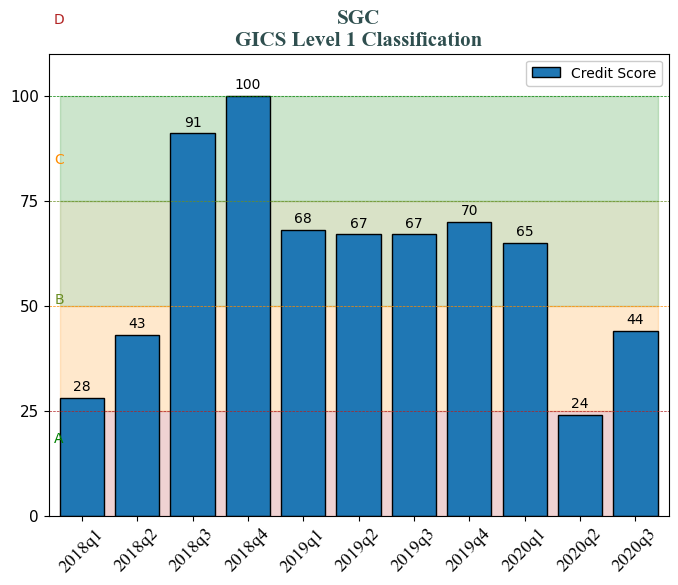 D
SGC
GICS Level 1 Classification
Credit Score
100
75
50
25
0
C
B
A
28
43
91
100
68
67
67
70
65
24
44
2018q1
2018q2
2018q3
2018q4
2019q1
2019q2
2019q3
2019q4
2020q1
2020q2
2020q3